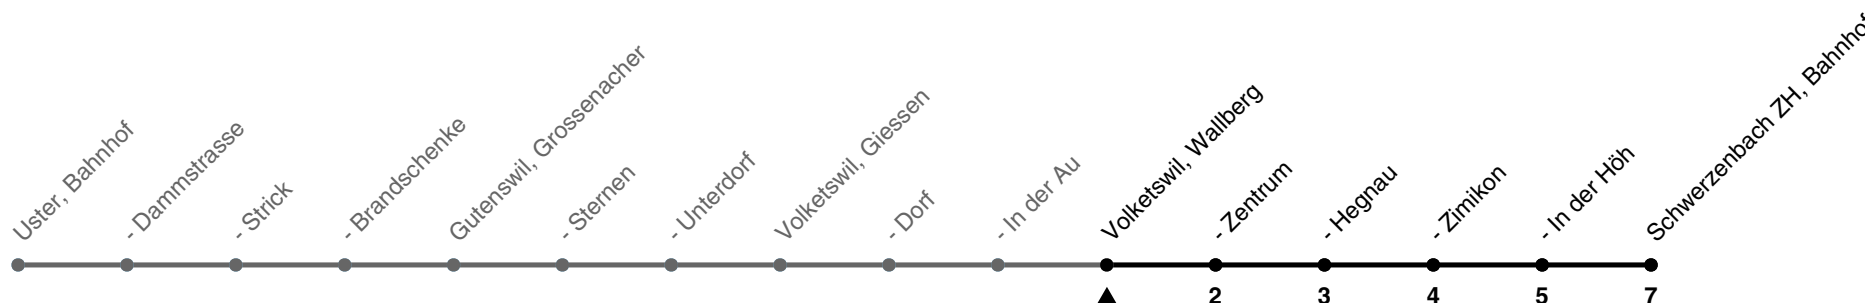 Uster, Bahnhof
- Dammstrasse
- Strick
- Brandschenke
Gutenswil, Grossenacher
- Sternen
- Unterdorf
Volketswil, Giessen
- Dorf
- In der Au
Volketswil, Wallberg
- Zentrum
- Hegnau
- Zimikon
- In der Höh
Schwerzenbach ZH, Bahnhof
2 3 4 5 7